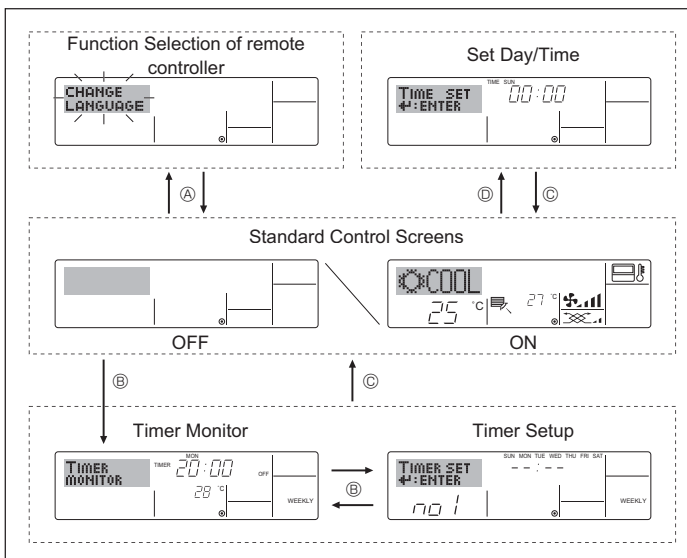 Function Selection of remote
controller
CHANGE
LANGUAGE
Set Day/Time
TIME SUN
TIME SET 00:00
↵:ENTER
Ⓐ Ⓓ Ⓒ
Standard Control Screens
COOL
25 °C 27 °C
OFF ON
Ⓑ Ⓒ
Timer Monitor
MON
TIMER TIMER 20:00 OFF
MONITOR
28 °C
WEEKLY
Ⓑ
Timer Setup
SUN MON TUE WED THU FRI SAT
TIMER SET --:--
↵:ENTER
no 1 WEEKLY